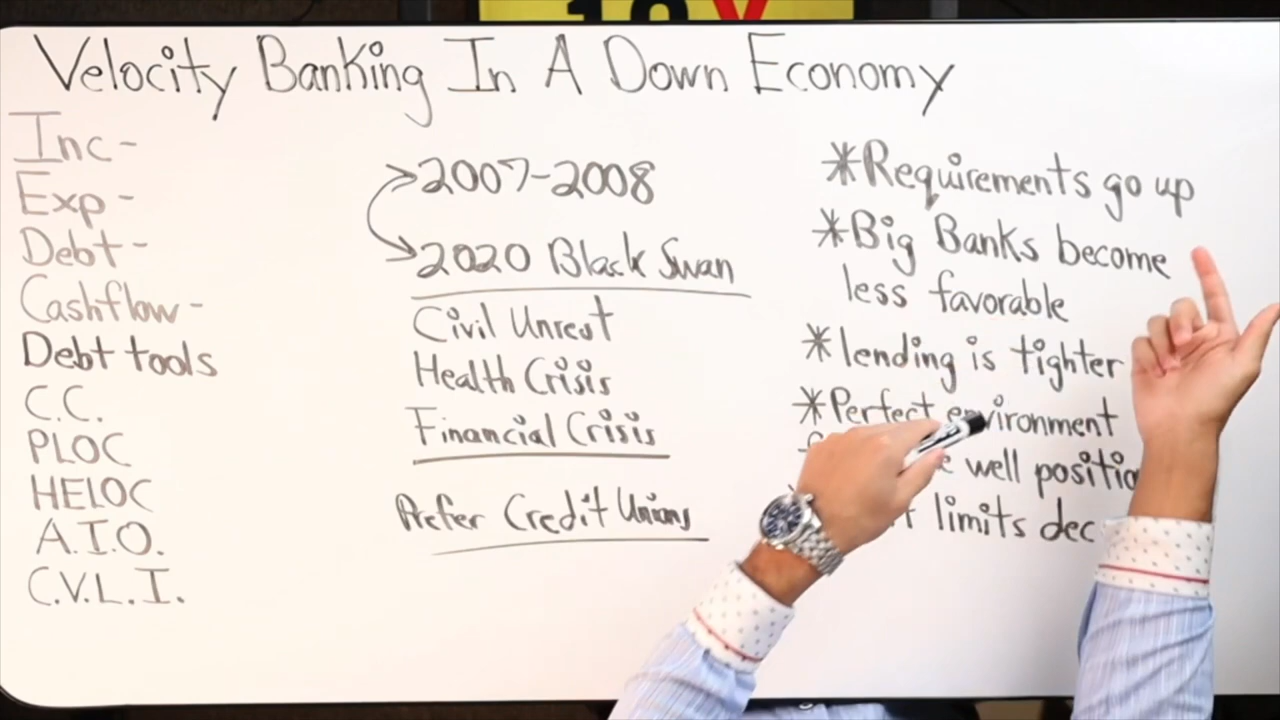 Velocity Banking In A Down Economy
Inc-
Exp-
Debt-
Cashflow-
Debt tools
C.C.
PLOC
HELOC
A.I.O.
C.V.L.I.
2007-2008
2020 Black Swan
Civil Unrest
Health Crisis
Financial Crisis
Prefer Credit Unions
*Requirements go up
*Big Banks become
less favorable
*lending is tighter
*Perfect environment
well
limits